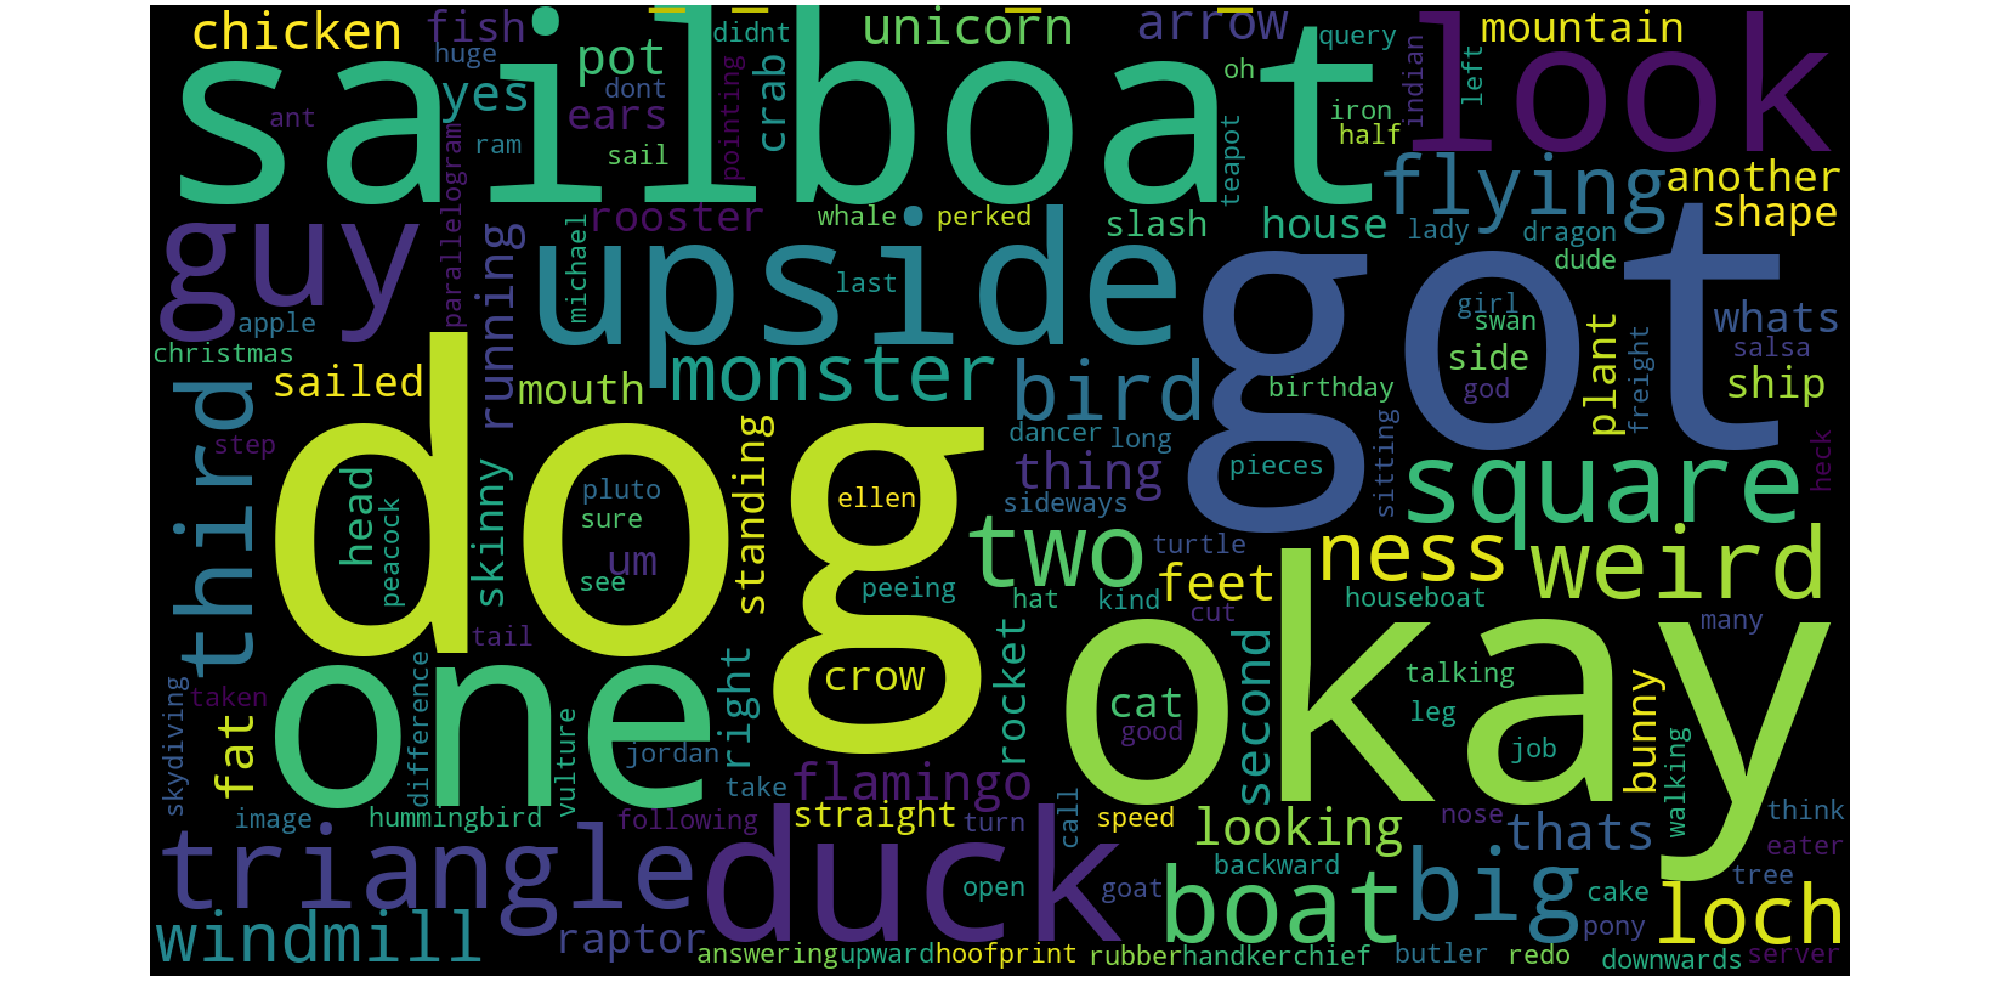 chicken
fish
huge
sailboat
pot
didnt
unicorn
arrow
query
indian
left
mountain
look
yes
dont
pointing
crab
oh
iron
half
ant
ears
ram
sail
teapot
flying
another
shape
parallelogram
guy
running
michael
rooster
whale
perked
slash
house
lady
dragon
dude
upside
last
got
girl
swan
side
god
plant
freight
whats
salsa
ship
apple
christmas
sailed
mouth
monster
bird
birthday
third
step
dog
head
peacock
skinny
pluto
sure
um
see
standing
ellen
dancer
long
thing
sideways
pieces
sitting
square
heck
two
turtle
feet
ness
weird
peeing
hat
kind
cut
houseboat
many
tail
one
crow
rocket
okay
cat
good
second
talking
leg
job
bunny
walking
skydiving
taken
fat
difference
vulture
jordan
right
take
flamingo
image
hummingbird
following
straight
turn
call
speed
looking
nose
thats
think
eater
triangle
duck
open
goat
backward
boat
big
cake
tree
pony
loch
windmill
raptor
answering
upward
hoofprint
rubber
handkerchief
butler
redo
downwards
server